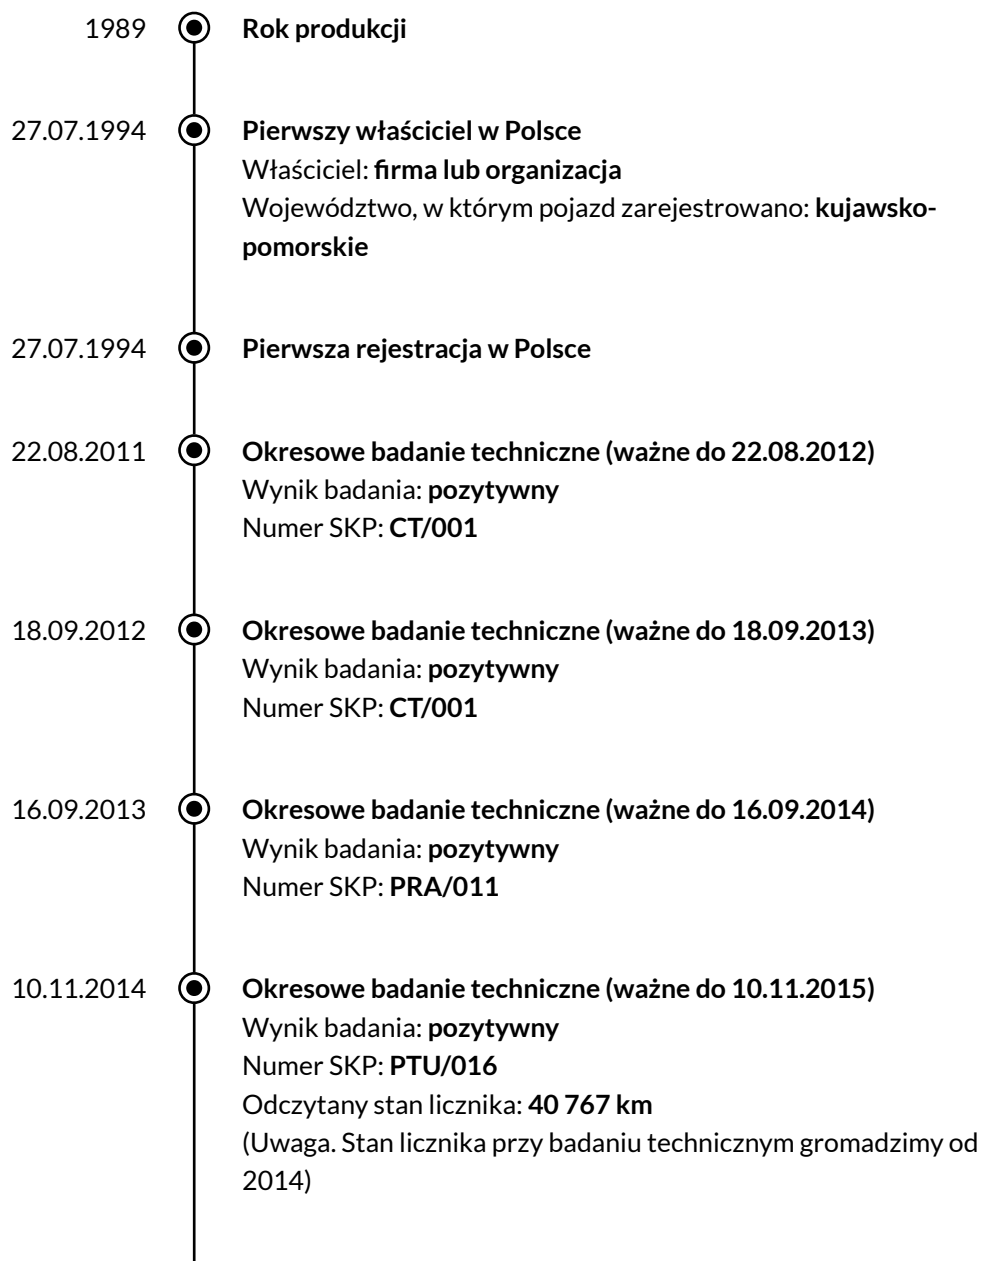 1989 Rok produkcji
27.07.1994 Pierwszy właściciel w Polsce
Właściciel: firma lub organizacja
Województwo, w którym pojazd zarejestrowano: kujawsko-
pomorskie
27.07.1994 Pierwsza rejestracja w Polsce
22.08.2011 Okresowe badanie techniczne (ważne do 22.08.2012)
Wynik badania: pozytywny
Numer SKP: CT/001
18.09.2012 Okresowe badanie techniczne (ważne do 18.09.2013)
Wynik badania: pozytywny
Numer SKP: CT/001
16.09.2013 Okresowe badanie techniczne (ważne do 16.09.2014)
Wynik badania: pozytywny
Numer SKP: PRA/011
10.11.2014 Okresowe badanie techniczne (ważne do 10.11.2015)
Wynik badania: pozytywny
Numer SKP: PTU/016
Odczytany stan licznika: 40 767 km
(Uwaga. Stan licznika przy badaniu technicznym gromadzimy od
2014)